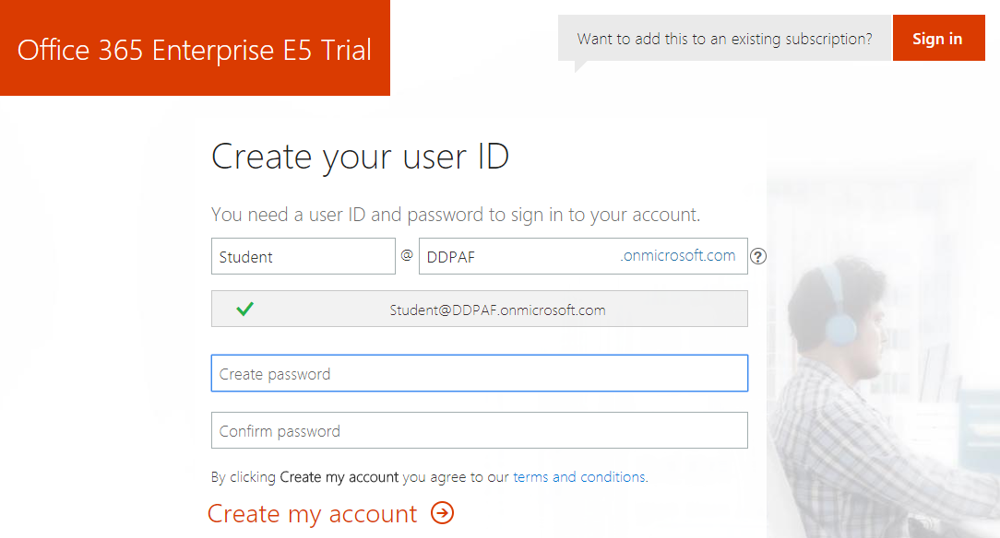 Office 365 Enterprise E5 Trial
Want to add this to an existing subscription?
Sign in
Create your user ID
You need a user ID and password to sign in to your account.
Student @ DDPAF .onmicrosoft.com ?
Student@DDPAF.onmicrosoft.com
Create password
Confirm password
By clicking Create my account you agree to our terms and conditions.
Create my account